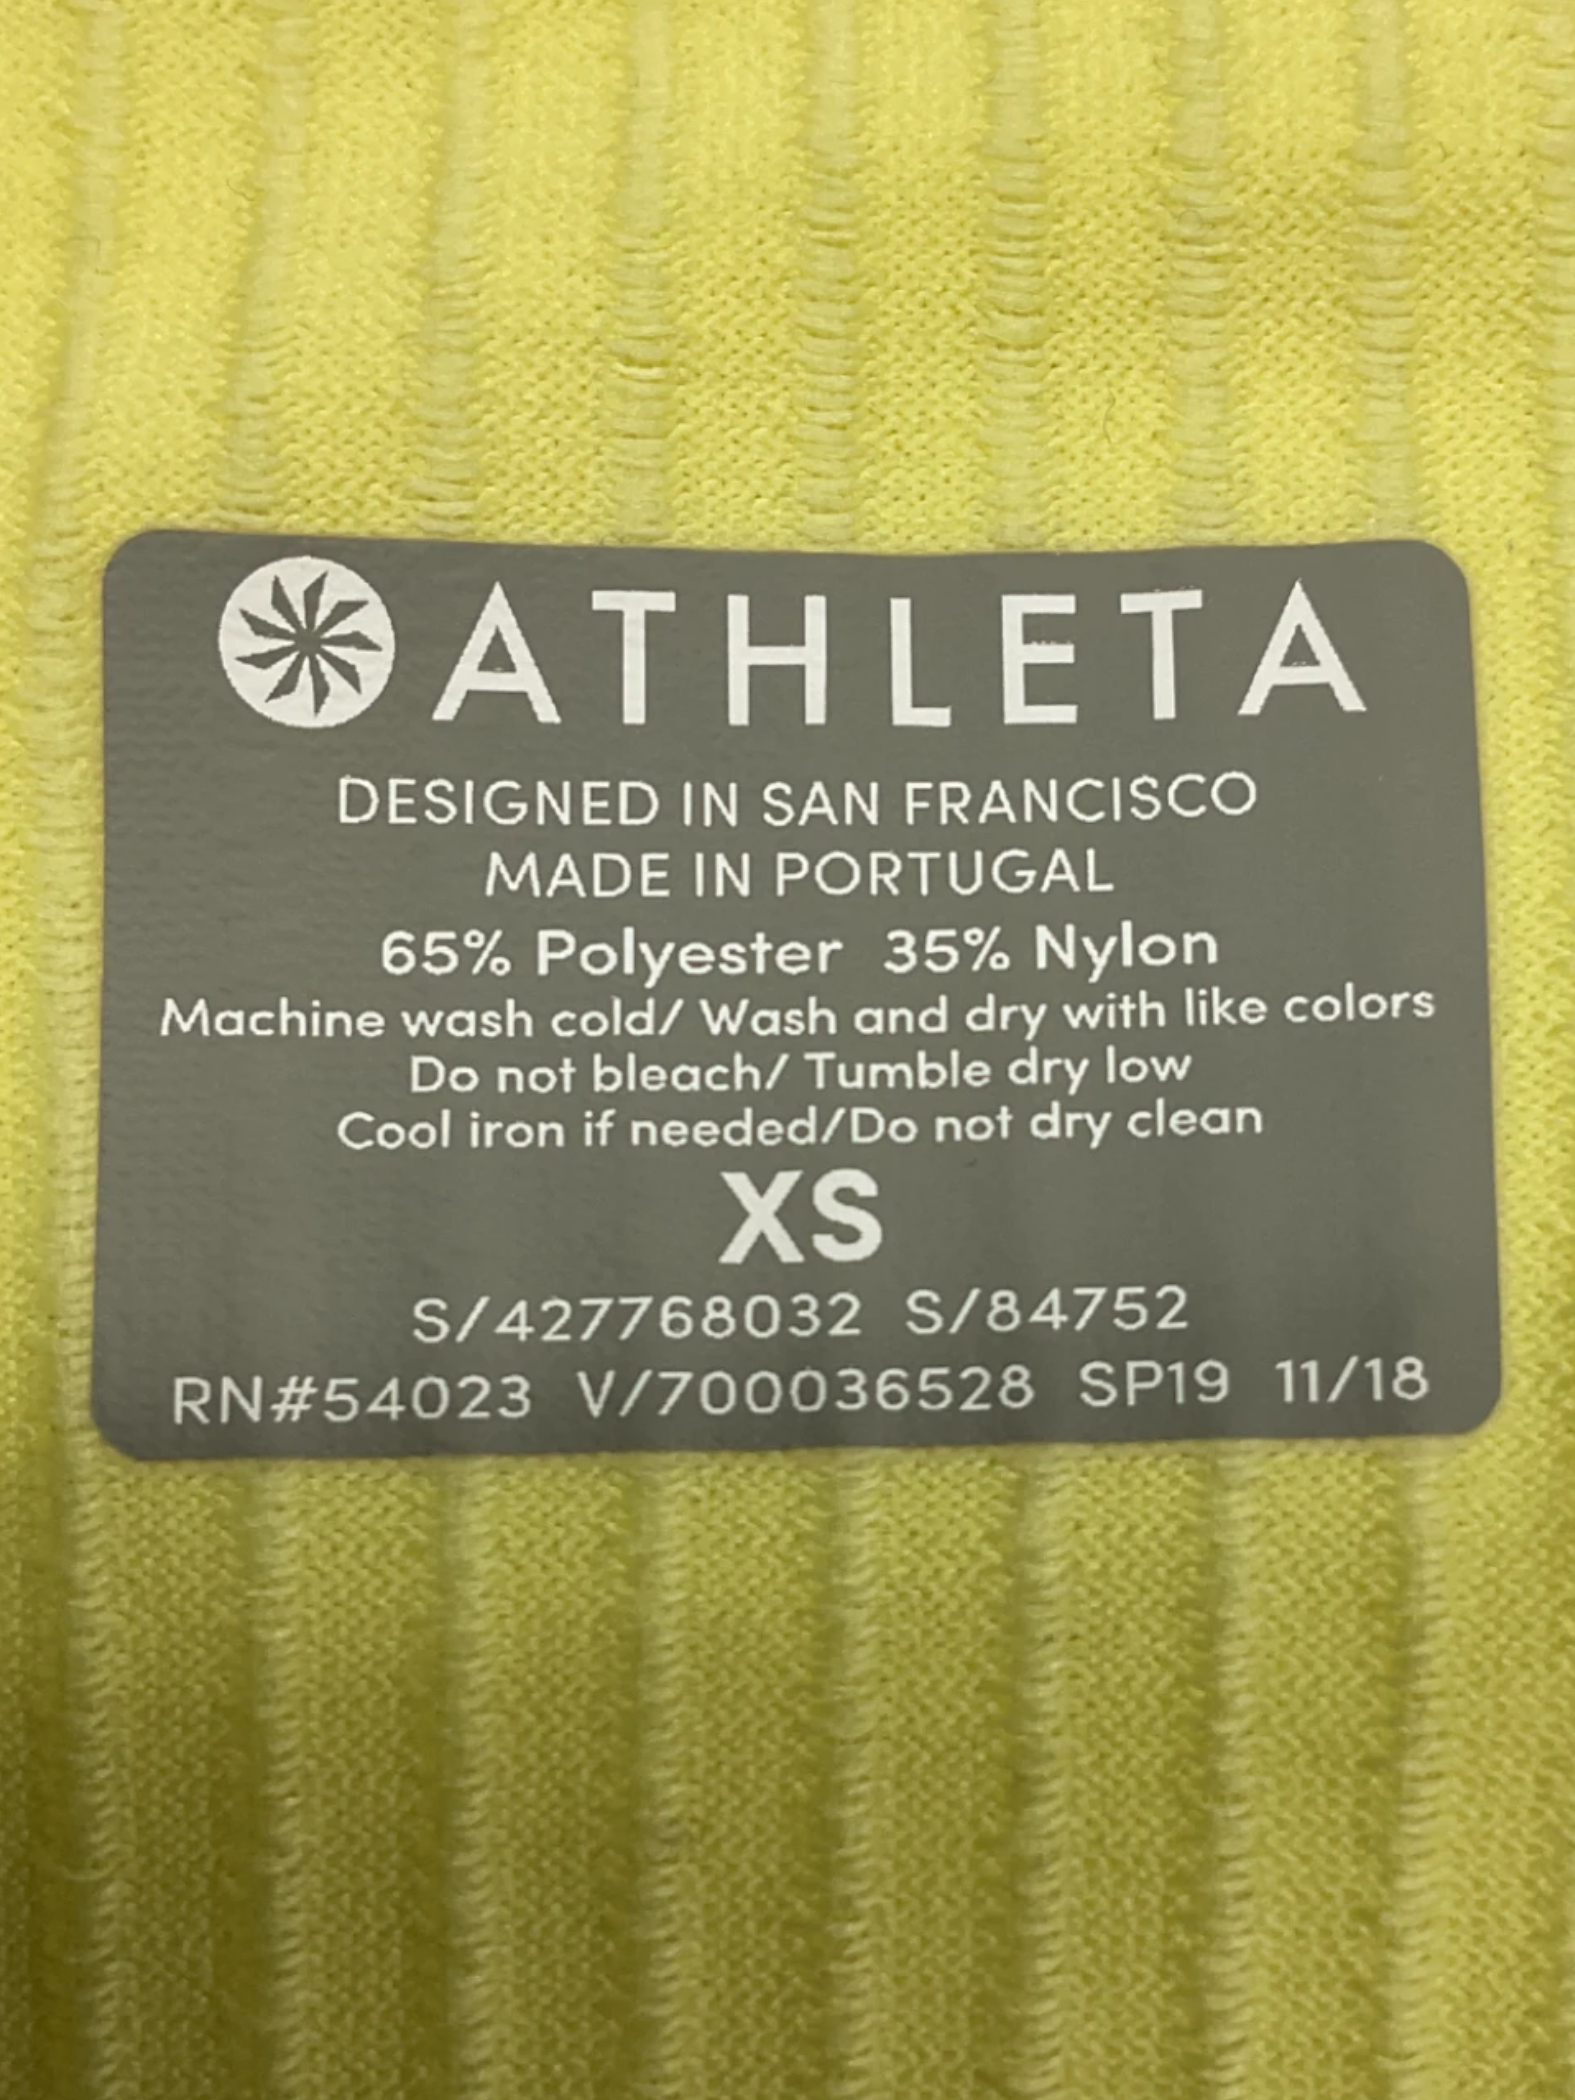 ATHLETA
DESIGNED IN SAN FRANCISCO
MADE IN PORTUGAL
65% Polyester 35% Nylon
Machine wash cold/ Wash and dry with like colors
Do not bleach/ Tumble dry low
Cool iron if needed/Do not dry clean
XS
S/427768032 S/84752
RN#54023 V/700036528 SP19 11/18